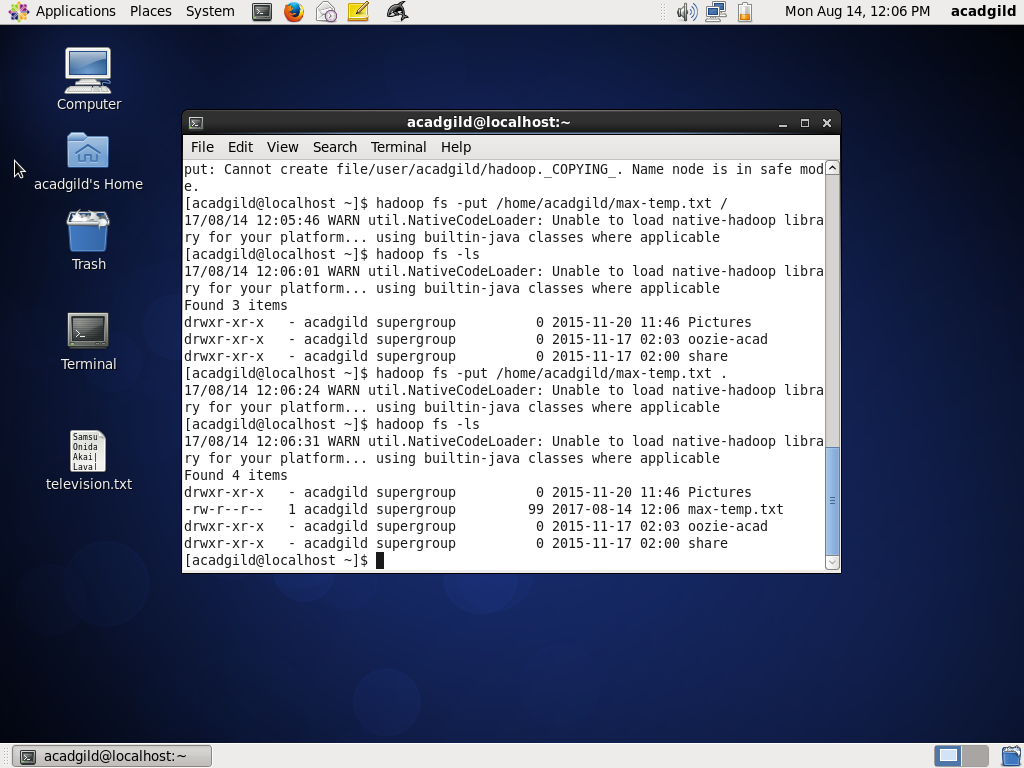 Applications Places System Mon Aug 14, 12:06 PM acadgild
Computer
acadgild's Home
Trash
Terminal
Samsu
Onida
Akai|
Lava|
television.txt
acadgild@localhost:~
File Edit View Search Terminal Help
put: Cannot create file/user/acadgild/hadoop._COPYING_. Name node is in safe mod
e.
[acadgild@localhost ~]$ hadoop fs -put /home/acadgild/max-temp.txt /
17/08/14 12:05:46 WARN util.NativeCodeLoader: Unable to load native-hadoop libra
ry for your platform... using builtin-java classes where applicable
[acadgild@localhost ~]$ hadoop fs -ls
17/08/14 12:06:01 WARN util.NativeCodeLoader: Unable to load native-hadoop libra
ry for your platform... using builtin-java classes where applicable
Found 3 items
drwxr-xr-x   - acadgild supergroup          0 2015-11-20 11:46 Pictures
drwxr-xr-x   - acadgild supergroup          0 2015-11-17 02:03 oozie-acad
drwxr-xr-x   - acadgild supergroup          0 2015-11-17 02:00 share
[acadgild@localhost ~]$ hadoop fs -put /home/acadgild/max-temp.txt .
17/08/14 12:06:24 WARN util.NativeCodeLoader: Unable to load native-hadoop libra
ry for your platform... using builtin-java classes where applicable
[acadgild@localhost ~]$ hadoop fs -ls
17/08/14 12:06:31 WARN util.NativeCodeLoader: Unable to load native-hadoop libra
ry for your platform... using builtin-java classes where applicable
Found 4 items
drwxr-xr-x   - acadgild supergroup          0 2015-11-20 11:46 Pictures
-rw-r--r--   1 acadgild supergroup         99 2017-08-14 12:06 max-temp.txt
drwxr-xr-x   - acadgild supergroup          0 2015-11-17 02:03 oozie-acad
drwxr-xr-x   - acadgild supergroup          0 2015-11-17 02:00 share
[acadgild@localhost ~]$
acadgild@localhost:~